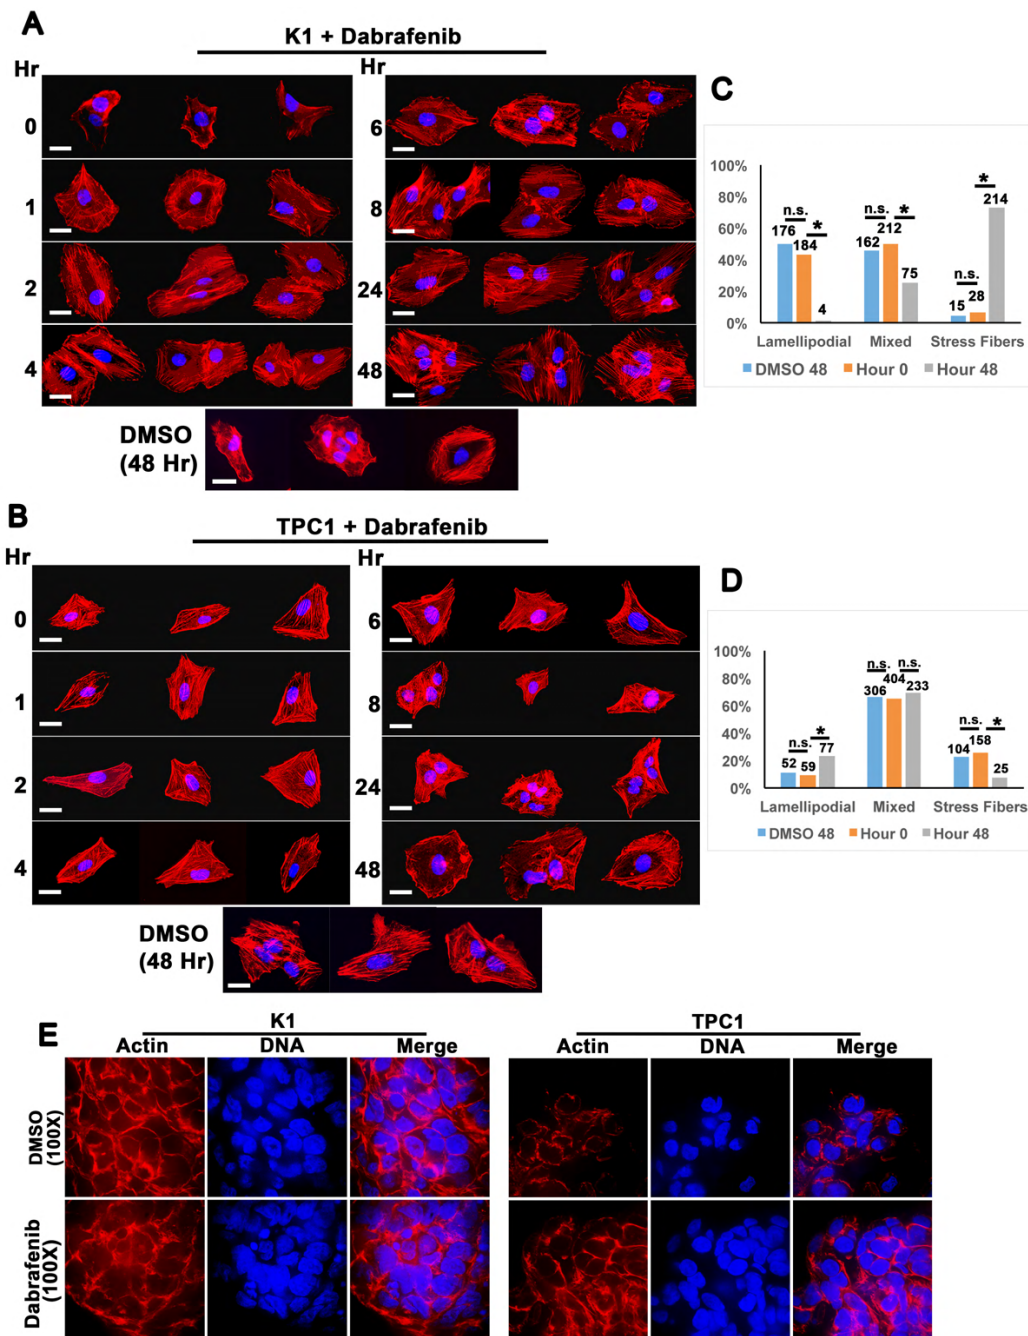 A
K1 + Dabrafenib
Hr
Hr
0
6
1
8
2
24
4
48
DMSO
(48 Hr)
C
100%
80%
60%
40%
20%
0%
n.s.
*
176
184
4
n.s.
*
162
212
75
n.s.
*
15
28
214
Lamellipodial
Mixed
Stress Fibers
DMSO 48
Hour 0
Hour 48
B
TPC1 + Dabrafenib
Hr
Hr
0
6
1
8
2
24
4
48
DMSO
(48 Hr)
D
100%
80%
60%
40%
20%
0%
n.s.
*
52
59
77
n.s.
n.s.
306
404
233
n.s.
*
104
158
25
Lamellipodial
Mixed
Stress Fibers
DMSO 48
Hour 0
Hour 48
E
K1
TPC1
Actin
DNA
Merge
Actin
DNA
Merge
DMSO
(100X)
Dabrafenib
(100X)